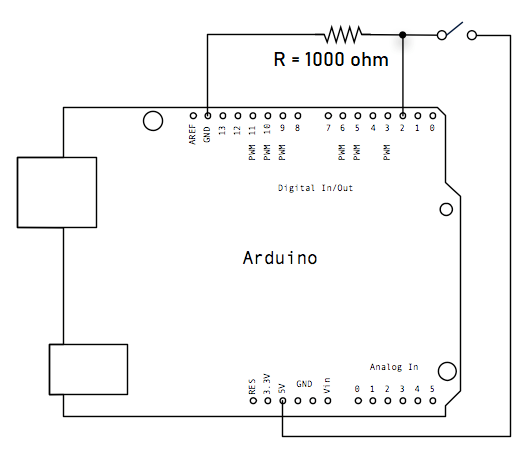 R = 1000 ohm
AREF GND 13 12 11 10 9 8 7 6 5 4 3 2 1 0
PWM PWM PWM PWM PWM PWM
Digital In/Out
Arduino
Analog In
RES 3.3V 5V GND Vin 0 1 2 3 4 5